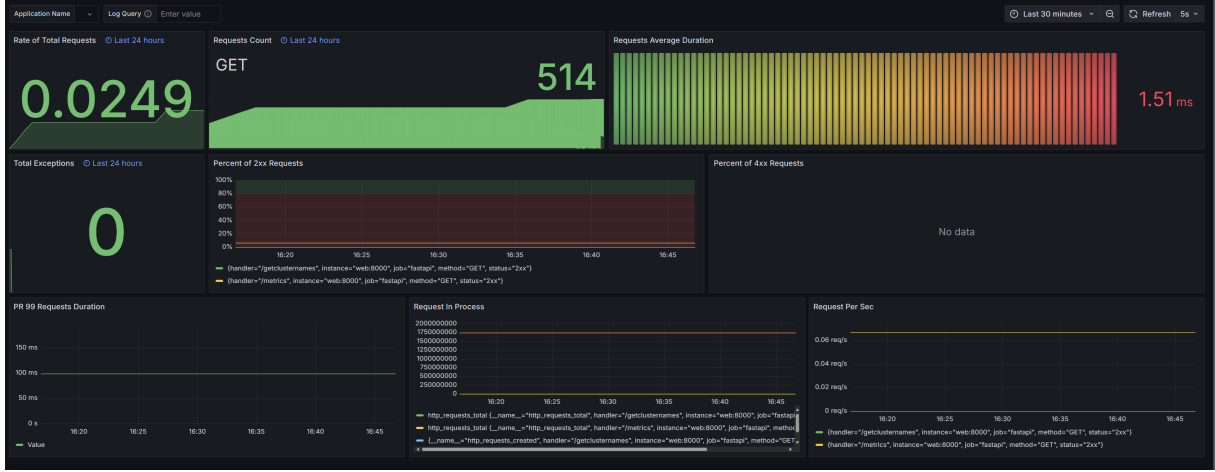 Application Name
Log Query Enter value
Last 30 minutes
Refresh 5s
Rate of Total Requests Last 24 hours
0.0249
Requests Count Last 24 hours
GET
514
Requests Average Duration
1.51 ms
Total Exceptions Last 24 hours
0
Percent of 2xx Requests
100%
80%
60%
40%
20%
0%
16:20 16:25 16:30 16:35 16:40 16:45
{handler="/getclusternames", instance="web:8000", job="fastapi", method="GET", status="2xx"}
{handler="/metrics", instance="web:8000", job="fastapi", method="GET", status="2xx"}
Percent of 4xx Requests
No data
PR 99 Requests Duration
150 ms
100 ms
50 ms
0 s
16:20 16:25 16:30 16:35 16:40 16:45
Value
Request In Process
2000000000
1750000000
1500000000
1250000000
1000000000
750000000
500000000
250000000
0
16:20 16:25 16:30 16:35 16:40 16:45
http_requests_total {__name__="http_requests_total", handler="/getclusternames", instance="web:8000", job="fastapi
http_requests_total {__name__="http_requests_total", handler="/metrics", instance="web:8000", job="fastapi", method
{__name__="http_requests_created", handler="/getclusternames", instance="web:8000", job="fastapi", method="GET",
Request Per Sec
0.06 req/s
0.04 req/s
0.02 req/s
0 req/s
16:20 16:25 16:30 16:35 16:40 16:45
{handler="/getclusternames", instance="web:8000", job="fastapi", method="GET", status="2xx"}
{handler="/metrics", instance="web:8000", job="fastapi", method="GET", status="2xx"}